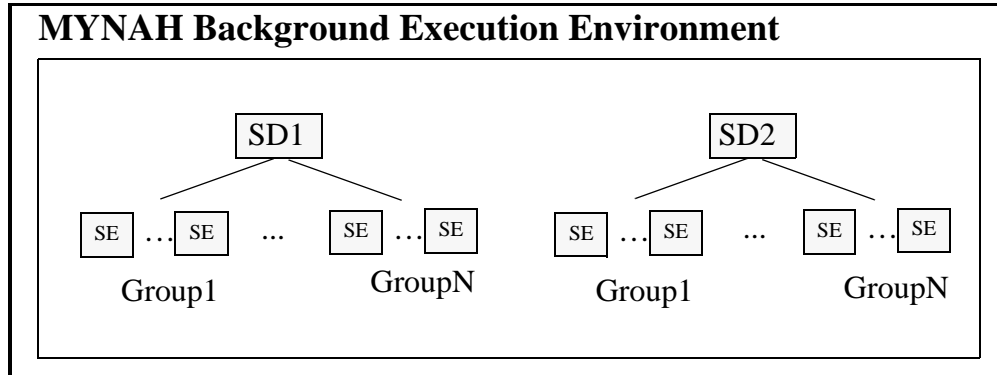 MYNAH Background Execution Environment
SD1 SD2
SE ... SE ... SE ... SE SE ... SE ... SE ... SE
Group1 GroupN Group1 GroupN